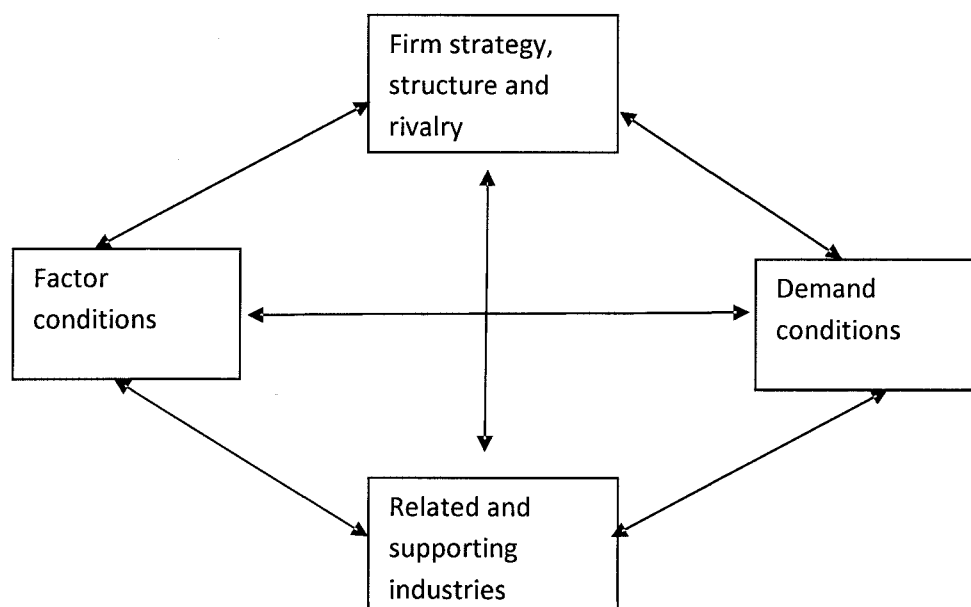 Firm strategy,
structure and
rivalry
Factor
conditions
Demand
conditions
Related and
supporting
industries